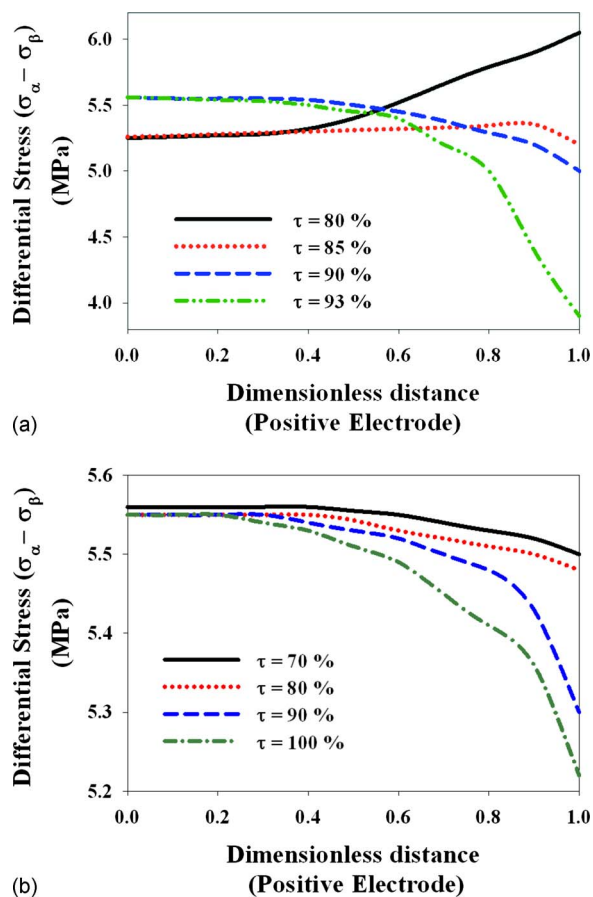 Differential Stress (σα – σβ)
((MPa)
6.0
5.5
5.0
4.5
4.0
τ = 80 %
τ = 85 %
τ = 90 %
τ = 93 %
0.0 0.2 0.4 0.6 0.8 1.0
Dimensionless distance
(Positive Electrode)
(a)
Differential Stress (σα – σβ)
((MPa)
5.6
5.5
5.4
5.3
5.2
τ = 70 %
τ = 80 %
τ = 90 %
τ = 100 %
0.0 0.2 0.4 0.6 0.8 1.0
Dimensionless distance
(Positive Electrode)
(b)